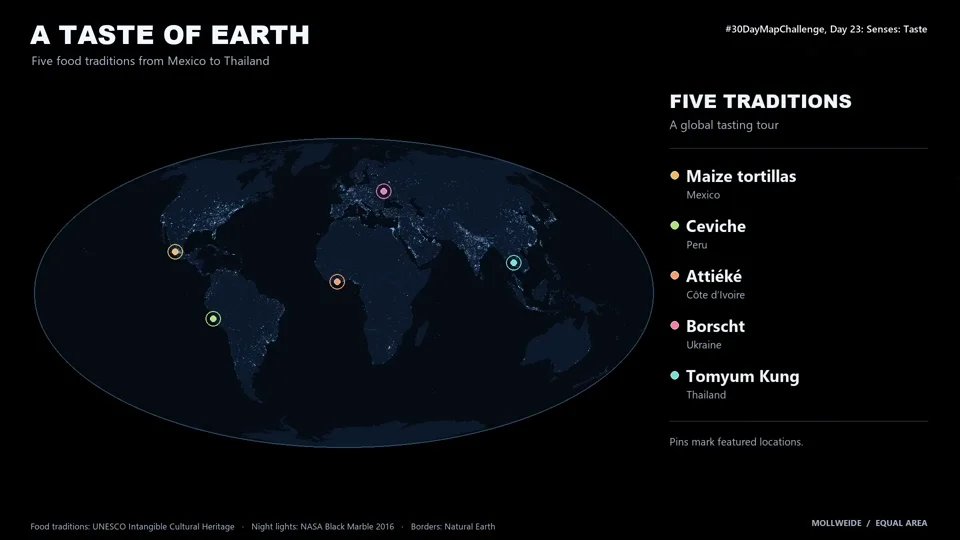 A TASTE OF EARTH
Five food traditions from Mexico to Thailand
#30DayMapChallenge, Day 23: Senses: Taste
FIVE TRADITIONS
A global tasting tour
Maize tortillas
Mexico
Ceviche
Peru
Attiéké
Côte d'Ivoire
Borscht
Ukraine
Tomyum Kung
Thailand
Pins mark featured locations.
Food traditions: UNESCO Intangible Cultural Heritage · Night lights: NASA Black Marble 2016 · Borders: Natural Earth
MOLLWEIDE / EQUAL AREA